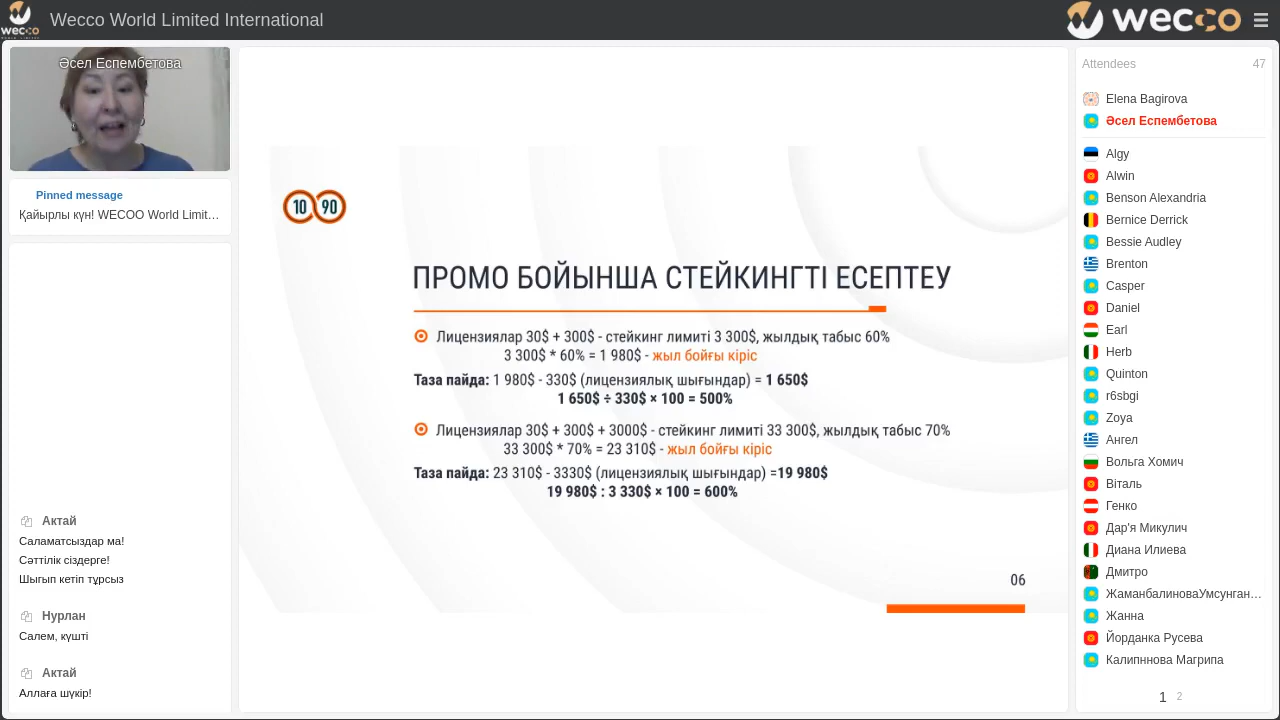 Wecco World Limited International
wecco
wecco
Әсел Еспембетова
Pinned message
Қайырлы күн! WECOO World Limit…
Актай
Саламатсыздар ма!
Сәттілік сіздерге!
Шығып кетіп тұрсыз
Нурлан
Салем, күшті
Актай
Аллаға шүкір!
10 90
ПРОМО БОЙЫНША СТЕЙКИНГТІ ЕСЕПТЕУ
Лицензиялар 30$ + 300$ - стейкинг лимиті 3 300$, жылдық табыс 60%
3 300$ * 60% = 1 980$ - жыл бойғы кіріс
Таза пайда: 1 980$ - 330$ (лицензиялық шығындар) = 1 650$
1 650$ ÷ 330$ × 100 = 500%
Лицензиялар 30$ + 300$ + 3000$ - стейкинг лимиті 33 300$, жылдық табыс 70%
33 300$ * 70% = 23 310$ - жыл бойғы кіріс
Таза пайда: 23 310$ - 3330$ (лицензиялық шығындар) =19 980$
19 980$ : 3 330$ × 100 = 600%
06
Attendees 47
Elena Bagirova
Әсел Еспембетова
Algy
Alwin
Benson Alexandria
Bernice Derrick
Bessie Audley
Brenton
Casper
Daniel
Earl
Herb
Quinton
r6sbgi
Zoya
Ангел
Вольга Хомич
Віталь
Генко
Дар'я Микулич
Диана Илиева
Дмитро
ЖаманбалиноваУмсунган…
Жанна
Йорданка Русева
Калипннова Магрипа
1 2